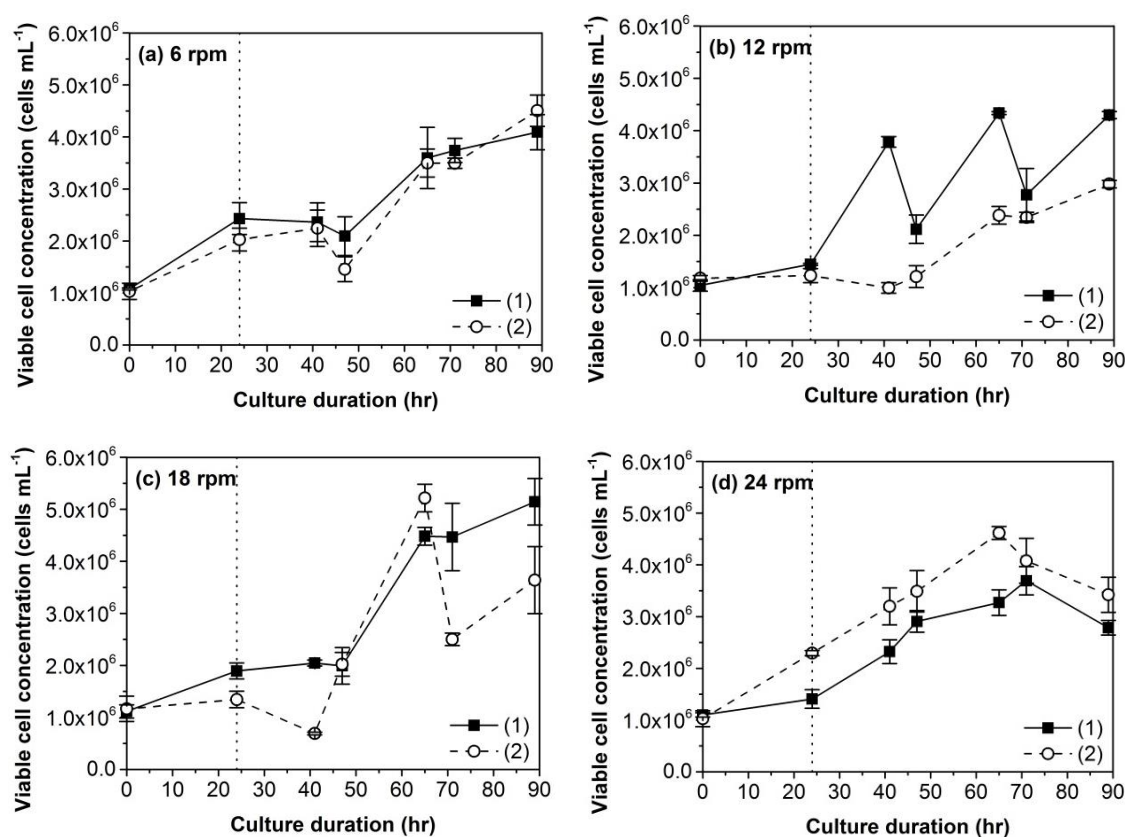 Viable cell concentration (cells mL⁻¹)
(a) 6 rpm
6.0x10⁶
5.0x10⁶
4.0x10⁶
3.0x10⁶
2.0x10⁶
1.0x10⁶
0.0
(1)
(2)
0 10 20 30 40 50 60 70 80 90
Culture duration (hr)
Viable cell concentration (cells mL⁻¹)
(b) 12 rpm
6.0x10⁶
5.0x10⁶
4.0x10⁶
3.0x10⁶
2.0x10⁶
1.0x10⁶
0.0
(1)
(2)
0 10 20 30 40 50 60 70 80 90
Culture duration (hr)
Viable cell concentration (cells mL⁻¹)
(c) 18 rpm
6.0x10⁶
5.0x10⁶
4.0x10⁶
3.0x10⁶
2.0x10⁶
1.0x10⁶
0.0
(1)
(2)
0 10 20 30 40 50 60 70 80 90
Culture duration (hr)
Viable cell concentration (cells mL⁻¹)
(d) 24 rpm
6.0x10⁶
5.0x10⁶
4.0x10⁶
3.0x10⁶
2.0x10⁶
1.0x10⁶
0.0
(1)
(2)
0 10 20 30 40 50 60 70 80 90
Culture duration (hr)